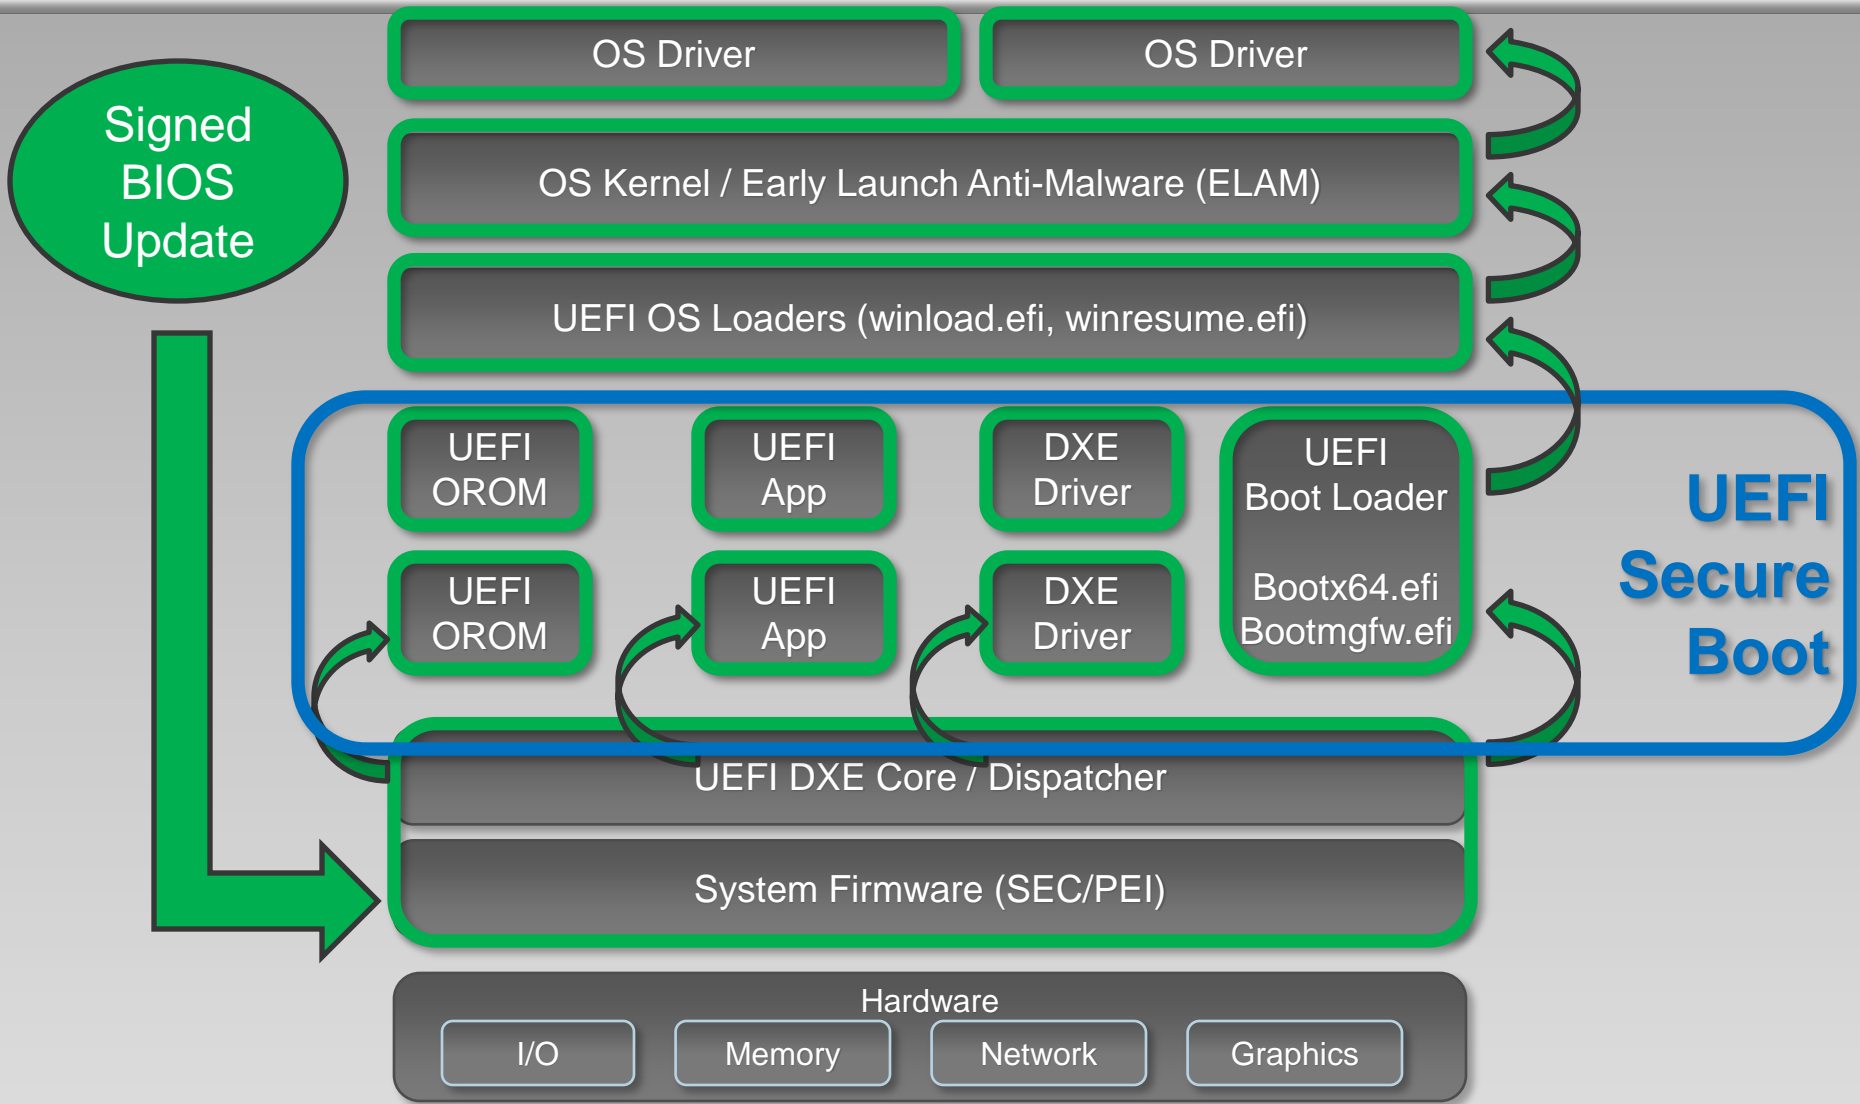 OS Driver
OS Driver
Signed
BIOS
Update
OS Kernel / Early Launch Anti-Malware (ELAM)
UEFI OS Loaders (winload.efi, winresume.efi)
UEFI
OROM
UEFI
App
DXE
Driver
UEFI
Boot Loader
Bootx64.efi
Bootmgfw.efi
UEFI
OROM
UEFI
App
DXE
Driver
UEFI
Secure
Boot
UEFI DXE Core / Dispatcher
System Firmware (SEC/PEI)
Hardware
I/O
Memory
Network
Graphics